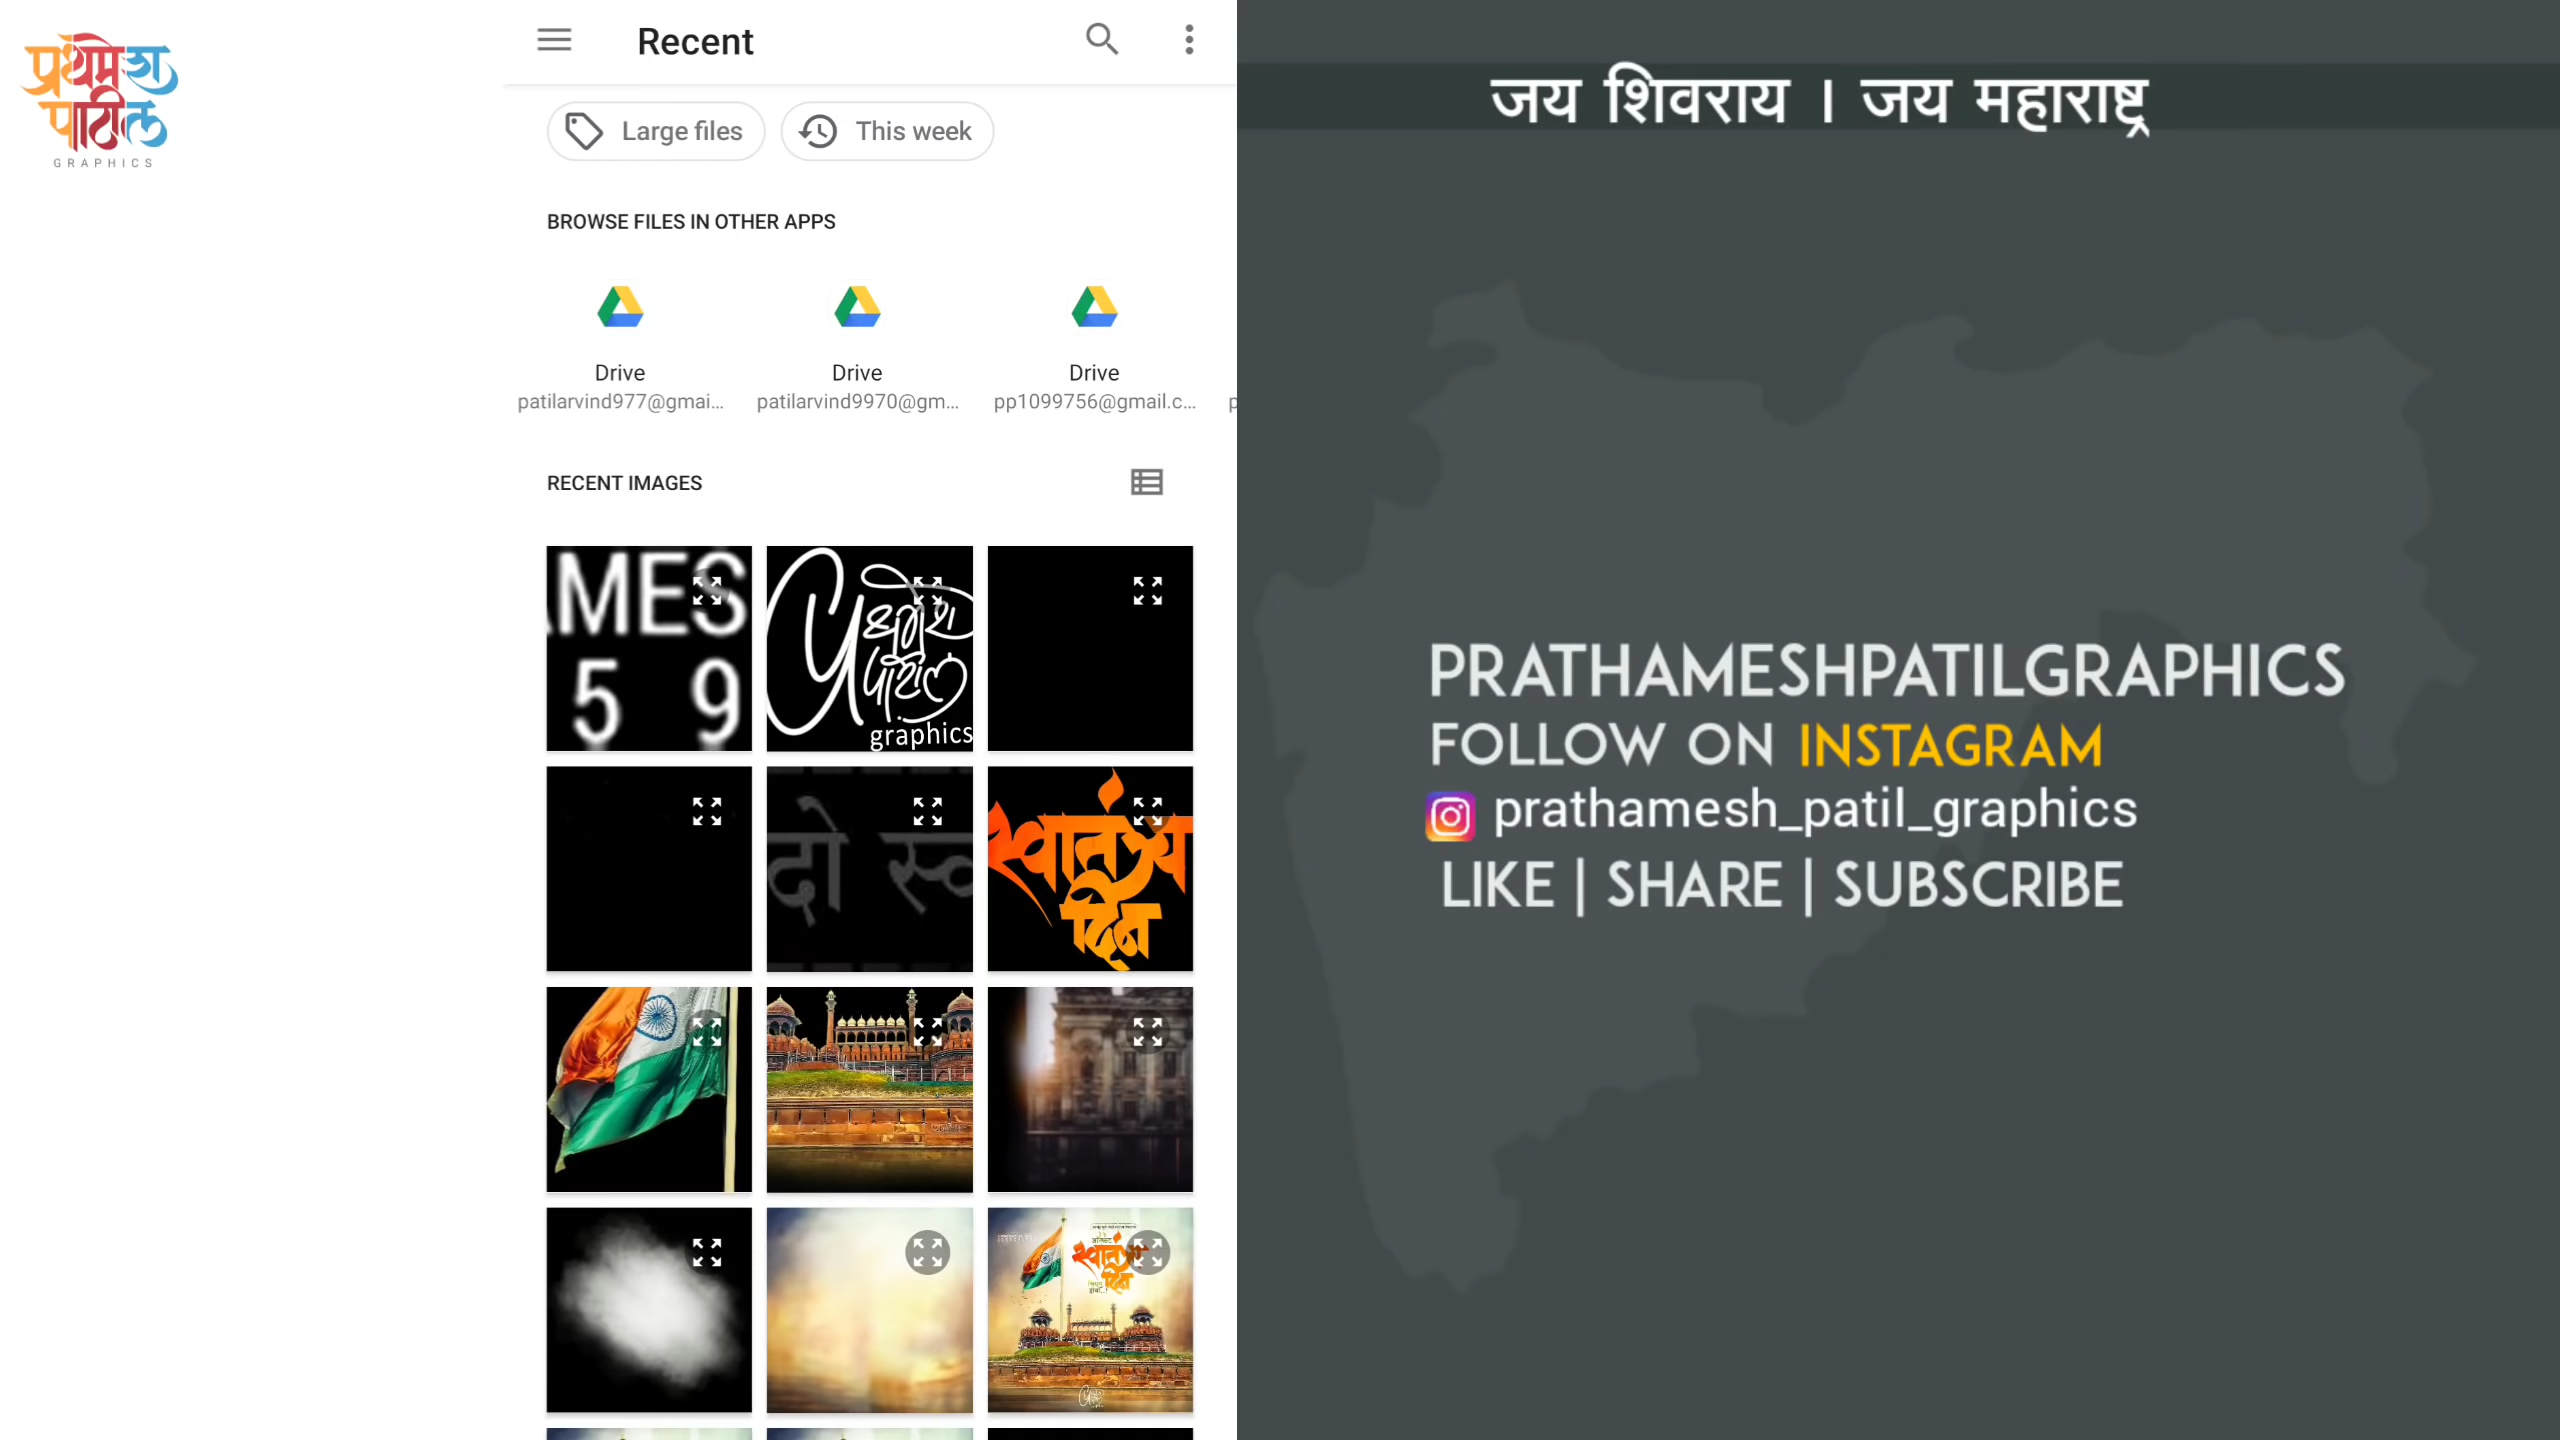 प्रथमेश
पाटील
GRAPHICS
Recent
Large files
This week
BROWSE FILES IN OTHER APPS
Drive
patilarvind977@gmai...
Drive
patilarvind9970@gm...
Drive
pp1099756@gmail.c...
RECENT IMAGES
AMES
5 9
प्रथमेश
पाटील
graphics
दो स्व
स्वातंत्र्य
दिन
स्वातंत्र्य
दिन
जय शिवराय । जय महाराष्ट्र
PRATHAMESHPATILGRAPHICS
FOLLOW ON INSTAGRAM
prathamesh_patil_graphics
LIKE | SHARE | SUBSCRIBE